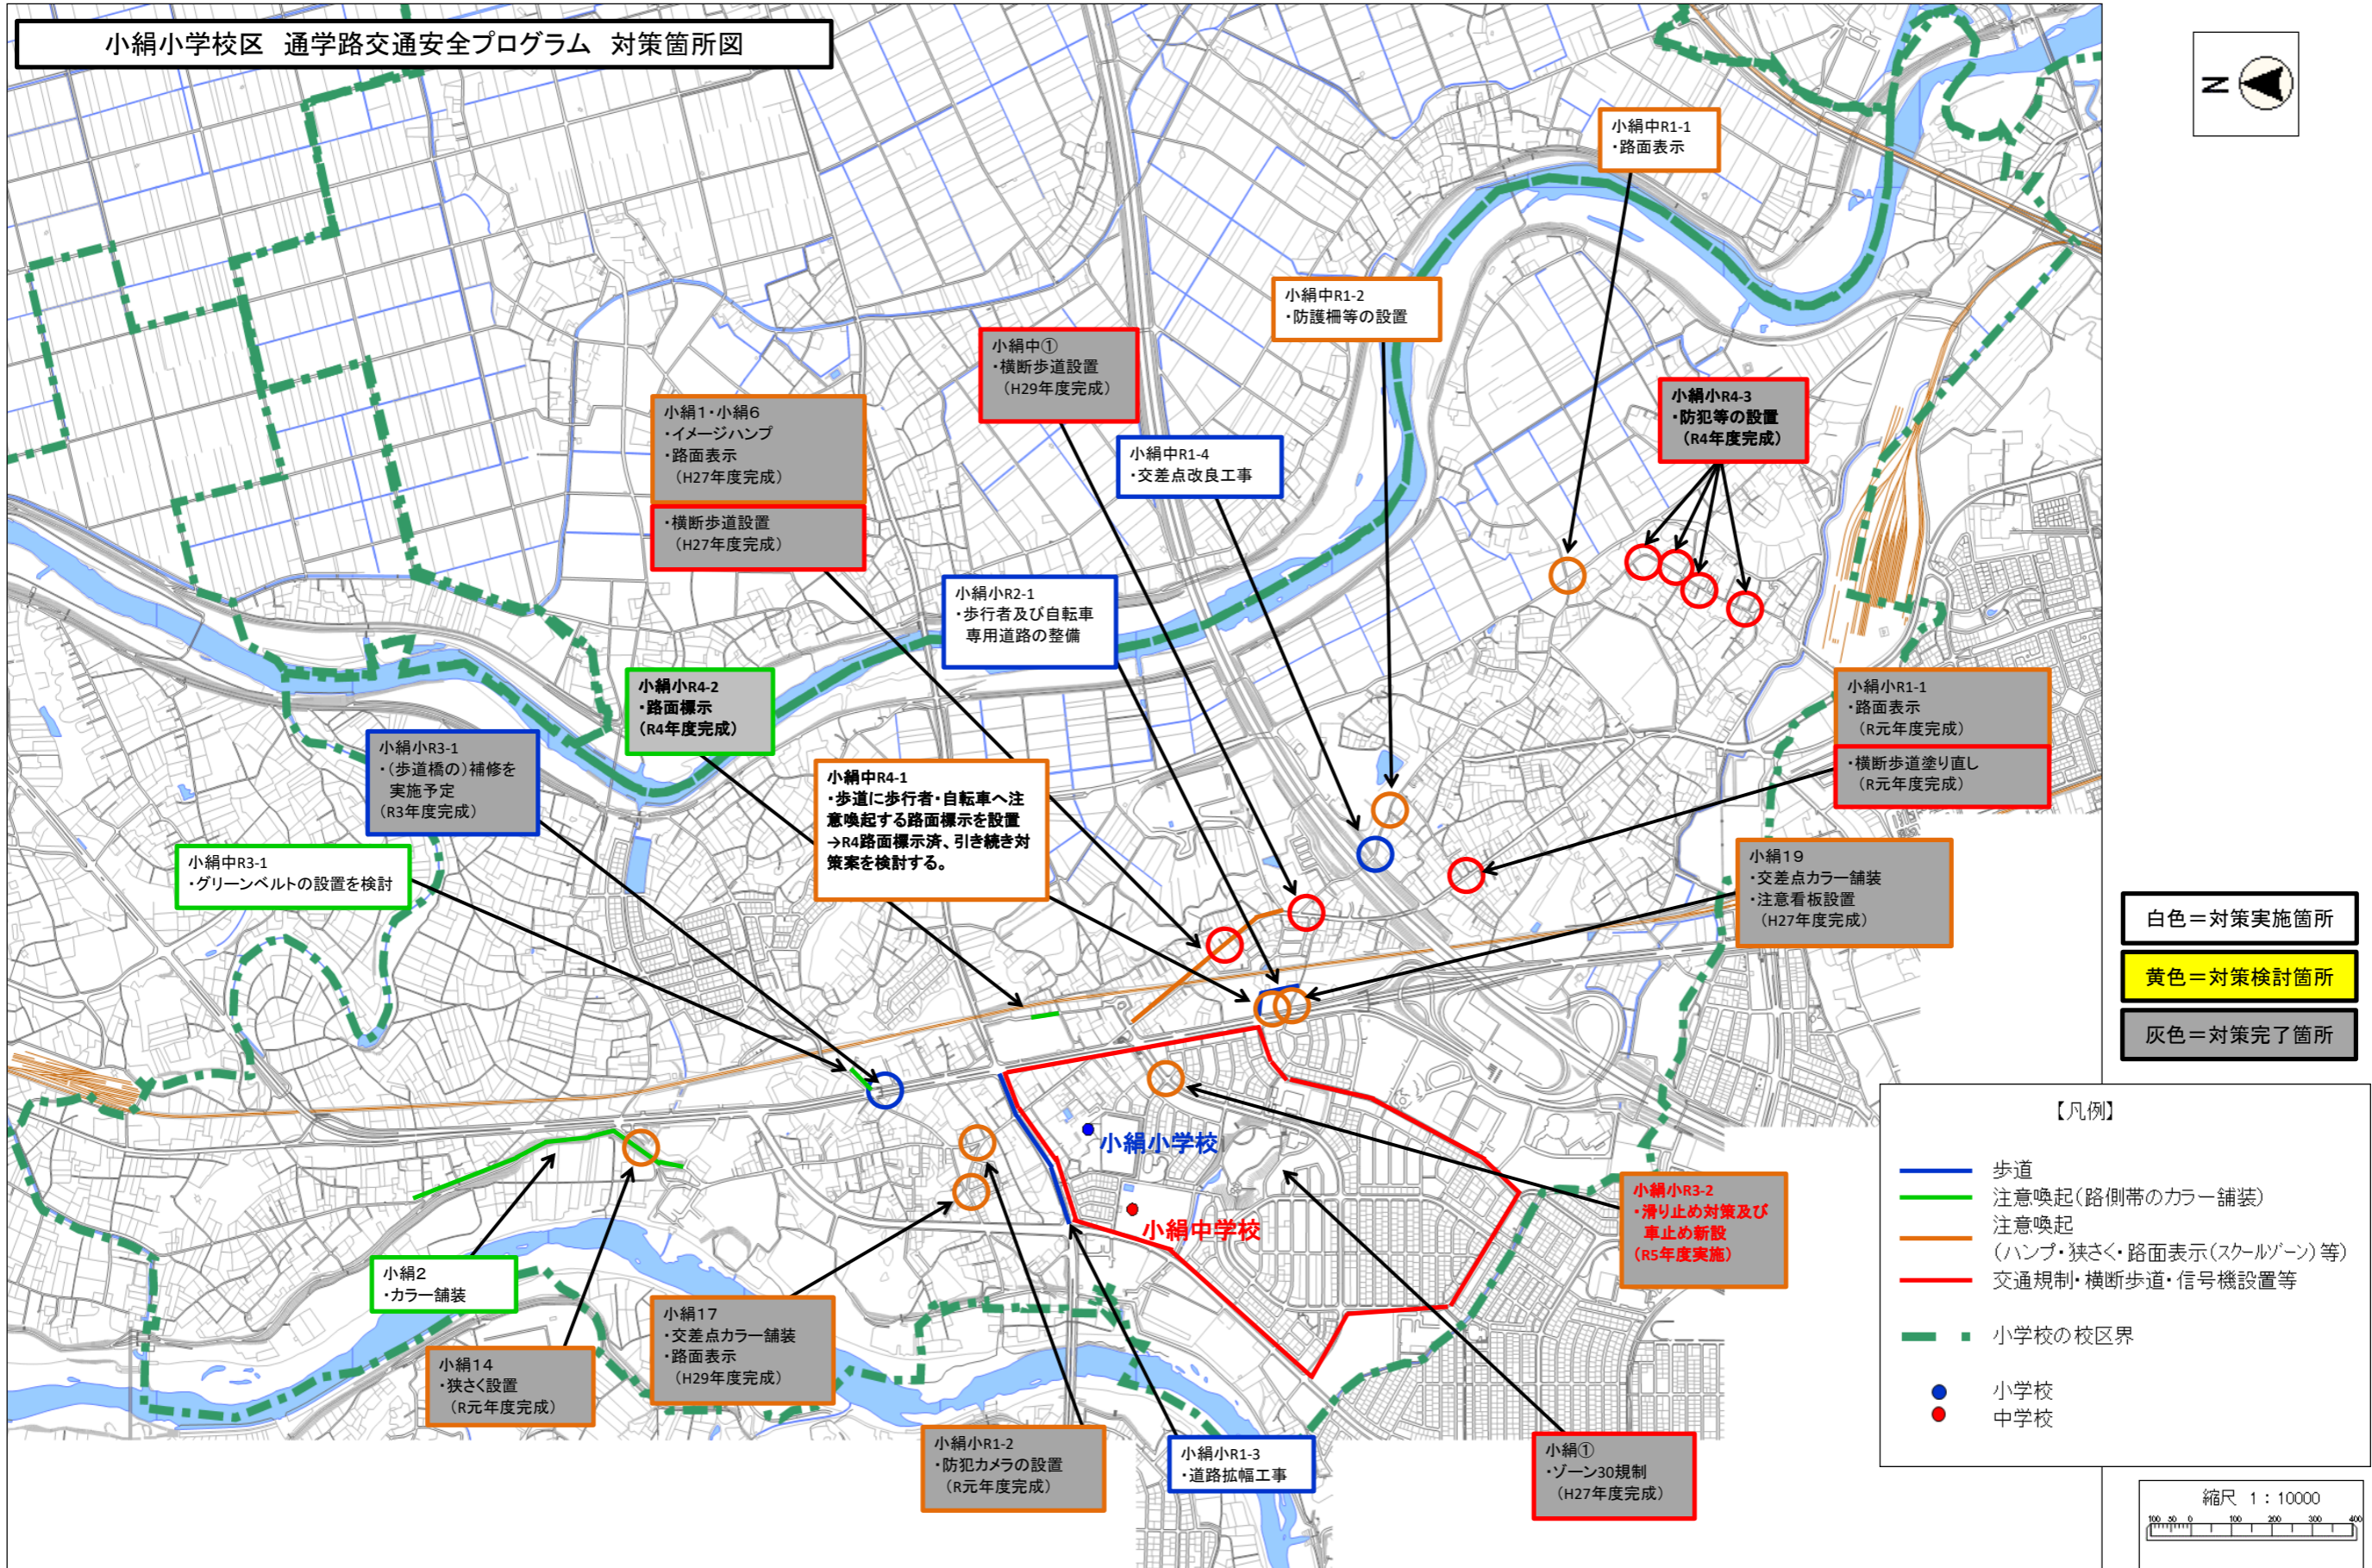 小絹小学校区 通学路交通安全プログラム 対策箇所図
N
小絹中R1-1
・路面表示
小絹中R1-2
・防護柵等の設置
小絹中①
・横断歩道設置
(H29年度完成)
小絹小R4-3
・防犯等の設置
(R4年度完成)
小絹1・小絹6
・イメージハンプ
・路面表示
(H27年度完成)
・横断歩道設置
(H27年度完成)
小絹中R1-4
・交差点改良工事
小絹小R2-1
・歩行者及び自転車
専用道路の整備
小絹小R4-2
・路面標示
(R4年度完成)
小絹小R1-1
・路面表示
(R元年度完成)
・横断歩道塗り直し
(R元年度完成)
小絹小R3-1
・(歩道橋の)補修を
実施予定
(R3年度完成)
小絹中R4-1
・歩道に歩行者・自転車へ注
意喚起する路面標示を設置
→R4路面標示済、引き続き対
策案を検討する。
小絹中R3-1
・グリーンベルトの設置を検討
小絹19
・交差点カラー舗装
・注意看板設置
(H27年度完成)
白色＝対策実施箇所
黄色＝対策検討箇所
灰色＝対策完了箇所
小絹小学校
小絹中学校
小絹小R3-2
・滑り止め対策及び
車止め新設
(R5年度実施)
小絹2
・カラー舗装
小絹14
・狭さく設置
(R元年度完成)
小絹17
・交差点カラー舗装
・路面表示
(H29年度完成)
小絹小R1-2
・防犯カメラの設置
(R元年度完成)
小絹小R1-3
・道路拡幅工事
小絹①
・ゾーン30規制
(H27年度完成)
【凡例】
歩道
注意喚起(路側帯のカラー舗装)
注意喚起
(ハンプ・狭さく・路面表示(スクールゾーン)等)
交通規制・横断歩道・信号機設置等
小学校の校区界
小学校
中学校
縮尺 1：10000
100 50 0 100 200 300 400